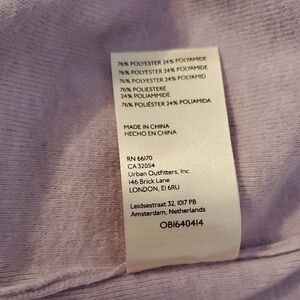 76% POLYESTER 24% POLYAMIDE
76% POLYESTER 24% POLYAMIDE
76% POLYESTER 24% POLYAMID
76% POLIESTERE
24% POLIAMMIDE
76% POLIÉSTER 24% POLIAMIDA
MADE IN CHINA
HECHO EN CHINA
RN 66170
CA 32054
Urban Outfitters, Inc
146 Brick Lane
LONDON, E1 6RU
Leidsestraat 32, 1017 PB
Amsterdam, Netherlands
OB1640414